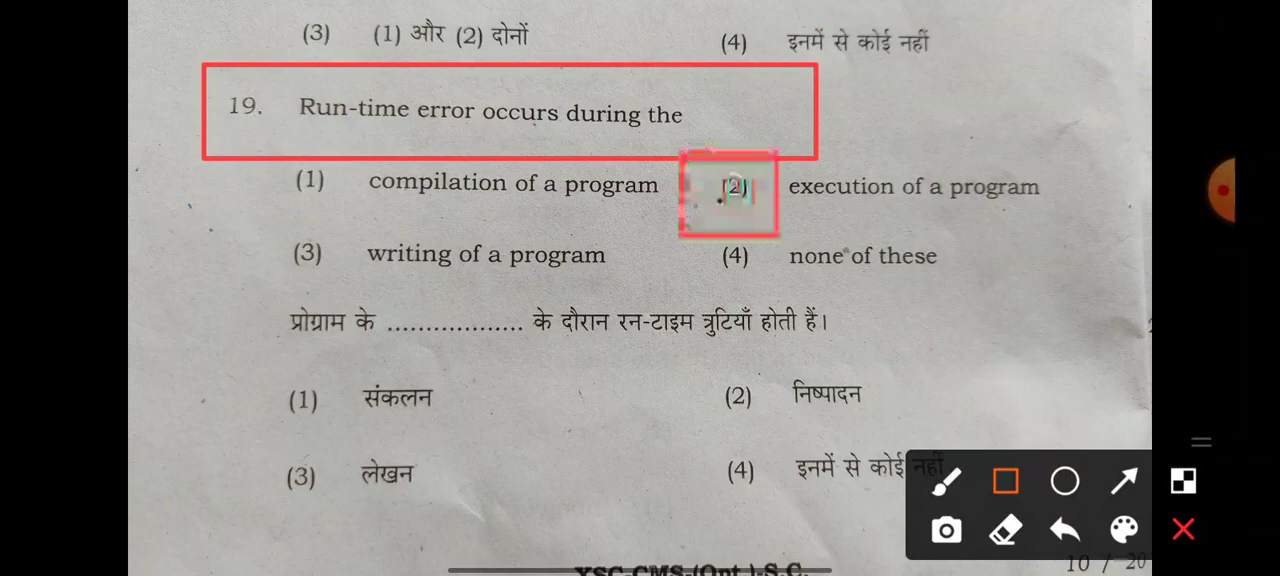 (3) (1) और (2) दोनों (4) इनमें से कोई नहीं
19. Run-time error occurs during the
(1) compilation of a program (2) execution of a program
(3) writing of a program (4) none of these
प्रोग्राम के .................. के दौरान रन-टाइम त्रुटियाँ होती हैं।
(1) संकलन (2) निष्पादन
(3) लेखन (4) इनमें से कोई नहीं
10 / 20